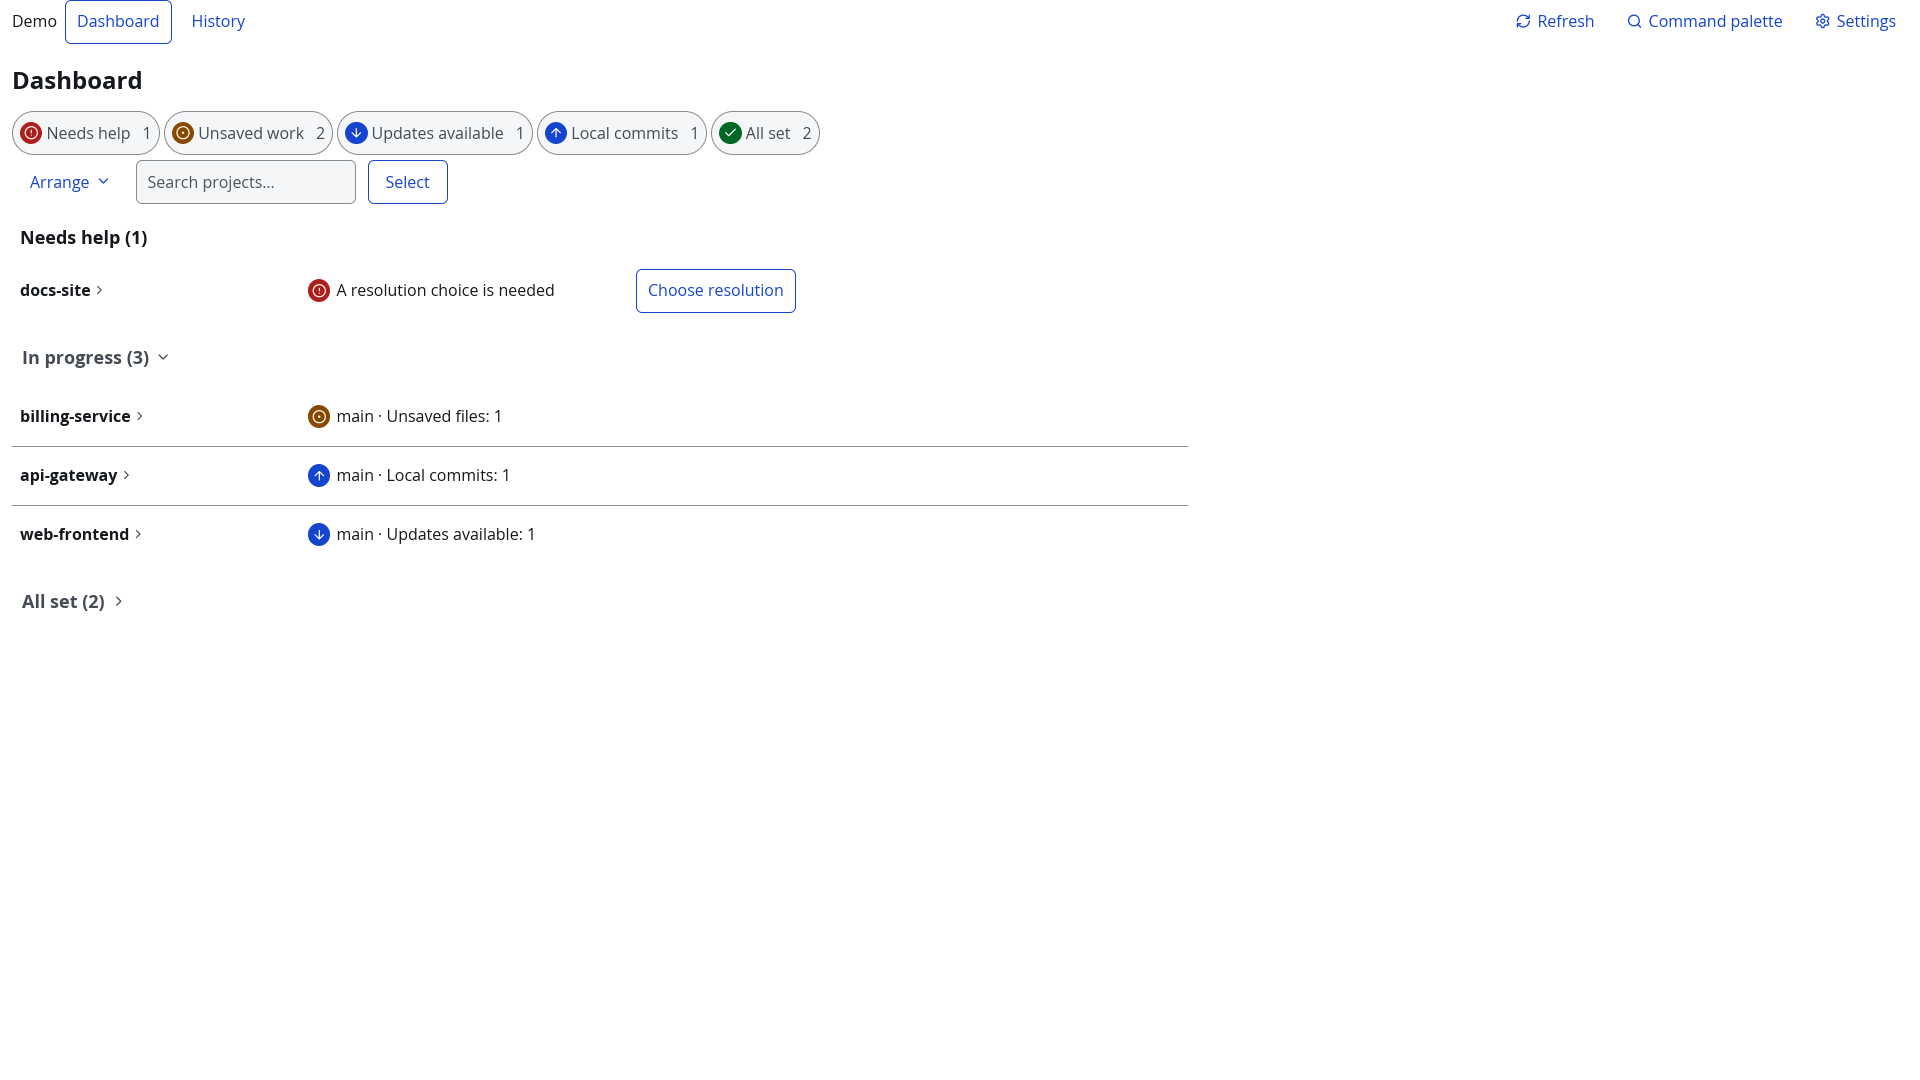 Demo Dashboard History Refresh Command palette Settings
Dashboard
Needs help 1 Unsaved work 2 Updates available 1 Local commits 1 All set 2
Arrange Search projects... Select
Needs help (1)
docs-site A resolution choice is needed Choose resolution
In progress (3)
billing-service main · Unsaved files: 1
api-gateway main · Local commits: 1
web-frontend main · Updates available: 1
All set (2)